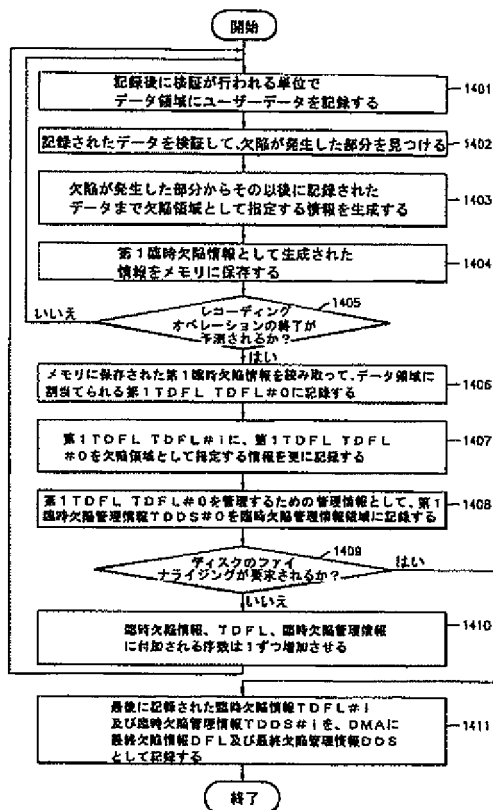 開始
記録後に検証が行われる単位で
データ領域にユーザーデータを記録する
1401
記録されたデータを検証して、欠陥が発生した部分を見つける
1402
欠陥が発生した部分からその以後に記録された
データまで欠陥領域として指定する情報を生成する
1403
第1臨時欠陥情報として生成された
情報をメモリに保存する
1404
いいえ
レコーディング
オペレーションの終了が
予測されるか?
1405
はい
メモリに保存された第1臨時欠陥情報を読み取って、データ領域に
割当てられる第1TDFL TDFL#0に記録する
1406
第1TDFL TDFL#iに、第1TDFL TDFL
#0を欠陥領域として指定する情報を更に記録する
1407
第1TDFL TDFL#0を管理するための管理情報として、第1
臨時欠陥管理情報TDDS#0を臨時欠陥管理情報領域に記録する
1408
ディスクのファイ
ナライジングが要求されるか?
1409
はい
いいえ
臨時欠陥情報、TDFL、臨時欠陥管理情報
に付加される序数は1ずつ増加させる
1410
最後に記録された臨時欠陥情報TDFL#i
及び臨時欠陥管理情報TDDS#iを、DMAに
最終欠陥情報DFL及び最終欠陥管理情報DDS
として記録する
1411
終了